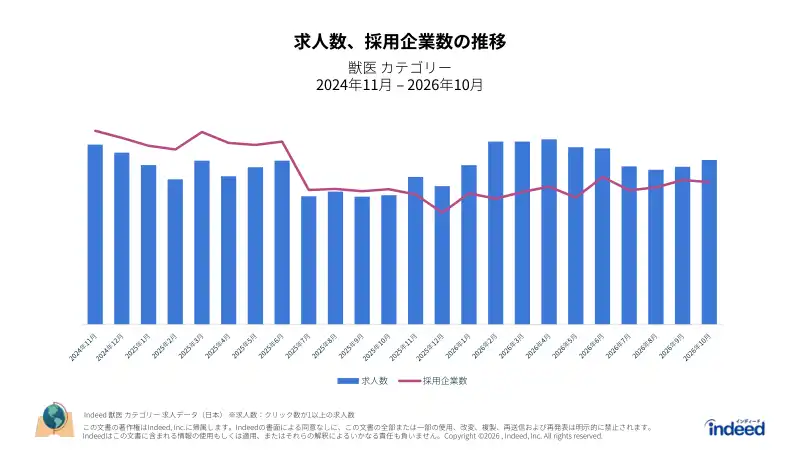 求人数、採用企業数の推移
獣医 カテゴリー
2024年11月 – 2026年10月
2024年11月
2024年12月
2025年1月
2025年2月
2025年3月
2025年4月
2025年5月
2025年6月
2025年7月
2025年8月
2025年9月
2025年10月
2025年11月
2025年12月
2026年1月
2026年2月
2026年3月
2026年4月
2026年5月
2026年6月
2026年7月
2026年8月
2026年9月
2026年10月
求人数 採用企業数
Indeed 獣医 カテゴリー 求人データ（日本） ※求人数：クリック数が1以上の求人数
この文書の著作権はIndeed, Inc.に帰属します。Indeedの書面による同意なしに、この文書の全部または一部の使用、改変、複製、再送信および再発表は明示的に禁止されます。
Indeedはこの文書に含まれる情報の使用もしくは適用、またはそれらの解釈によるいかなる責任も負いません。Copyright ©2026 , Indeed, Inc. All rights reserved.
インディード
indeed